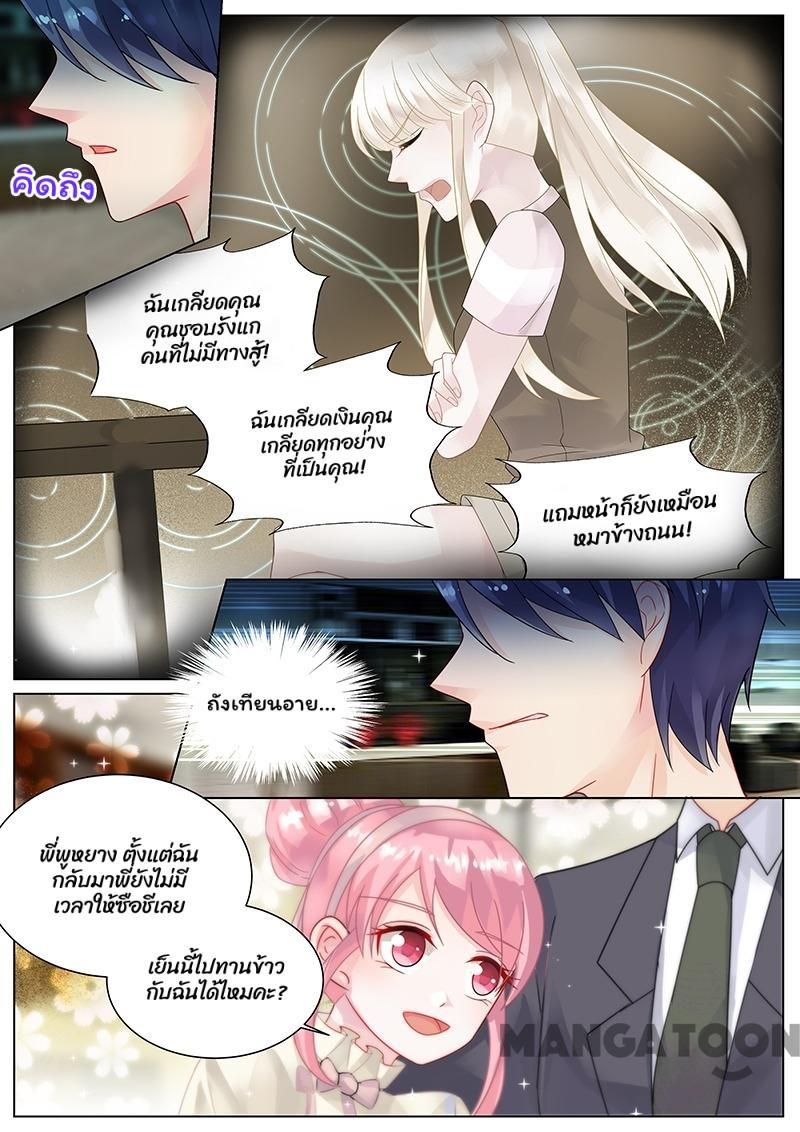 คิดถึง
ฉันเกลียดคุณ
คุณชอบรังแก
คนที่ไม่มีทางสู้!
ฉันเกลียดเงินคุณ
เกลียดทุกอย่าง
ที่เป็นคุณ!
แถมหน้าก็ยังเหมือน
หมาข้างถนน!
ถังเทียนอาย...
พี่พูหยาง ตั้งแต่ฉัน
กลับมาพี่ยังไม่มี
เวลาให้ซือชีเลย
เย็นนี้ไปทานข้าว
กับฉันได้ไหมคะ?
MANGATOON